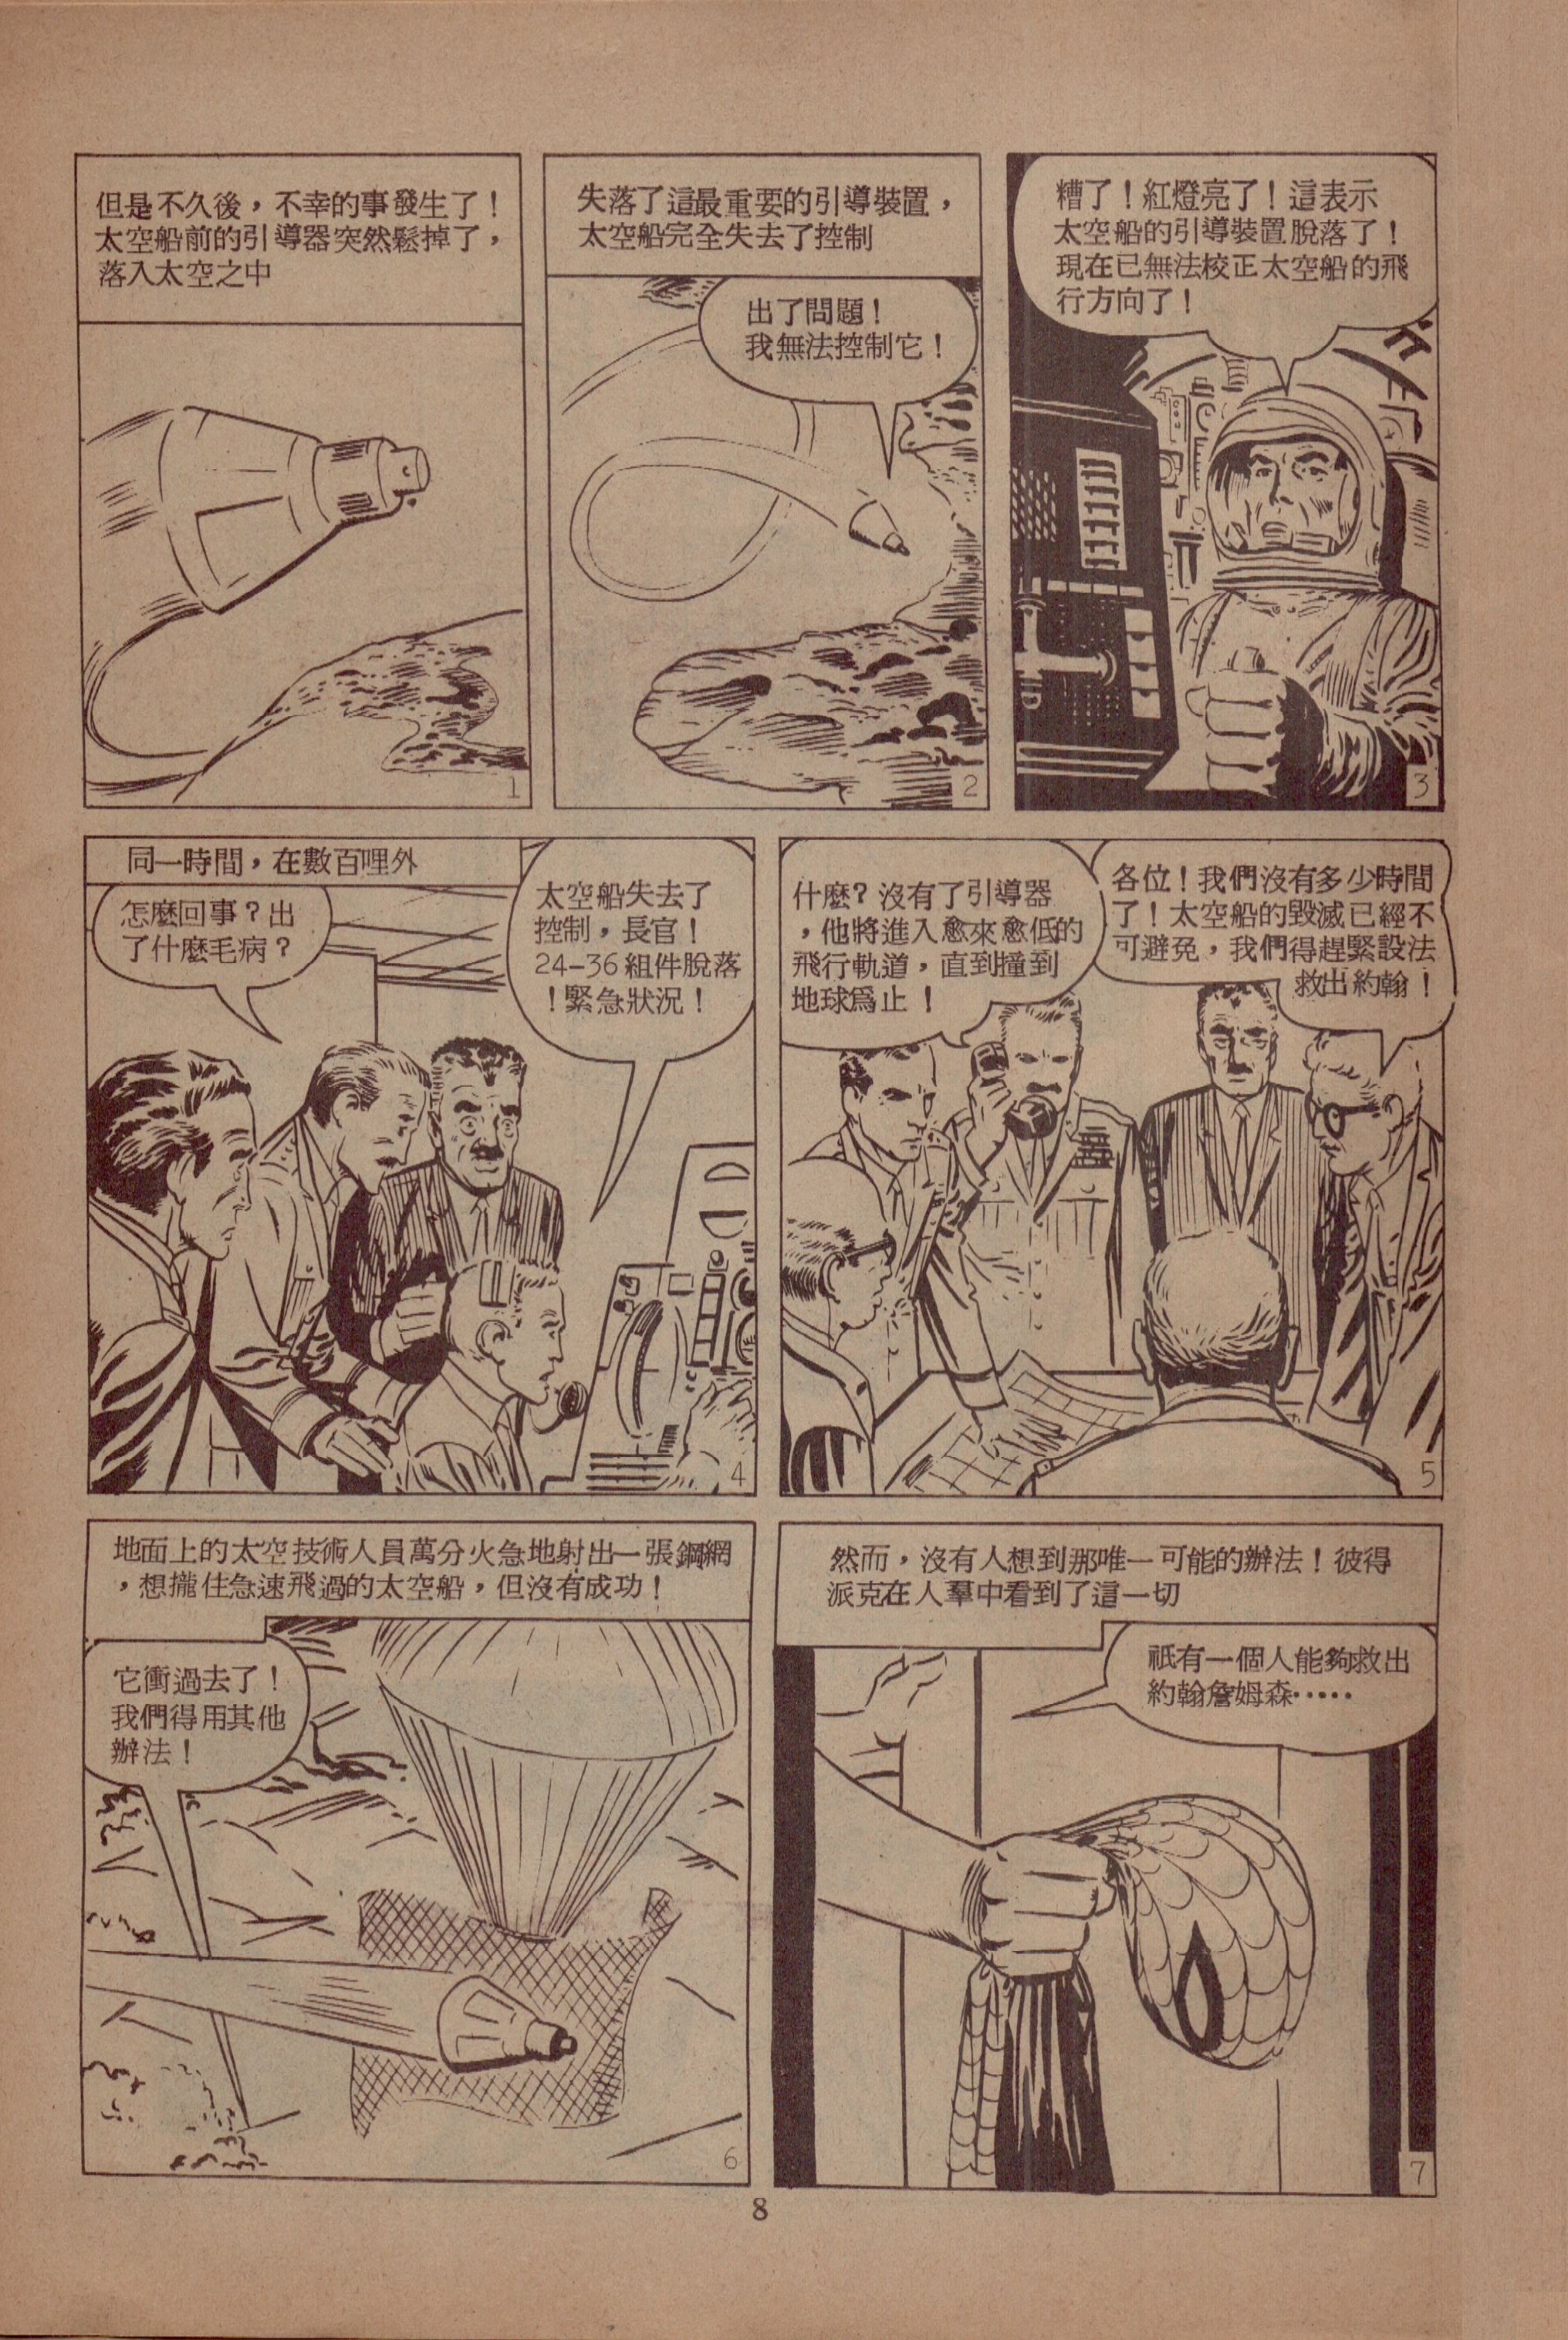 但是不久後，不幸的事發生了！
太空船前的引導器突然鬆掉了，
落入太空之中
1
失落了這最重要的引導裝置，
太空船完全失去了控制
出了問題！
我無法控制它！
2
糟了！紅燈亮了！這表示
太空船的引導裝置脫落了！
現在已無法校正太空船的飛
行方向了！
3
同一時間，在數百哩外
怎麼回事？出
了什麼毛病？
太空船失去了
控制，長官！
24-36組件脫落
！緊急狀況！
4
什麼？沒有了引導器
，他將進入愈來愈低的
飛行軌道，直到撞到
地球爲止！
各位！我們沒有多少時間
了！太空船的毀滅已經不
可避免，我們得趕緊設法
救出約翰！
5
地面上的太空技術人員萬分火急地射出一張鋼網
，想攏住急速飛過的太空船，但沒有成功！
它衝過去了！
我們得用其他
辦法！
6
然而，沒有人想到那唯一可能的辦法！彼得
派克在人羣中看到了這一切
祇有一個人能夠救出
約翰詹姆森……
7
8